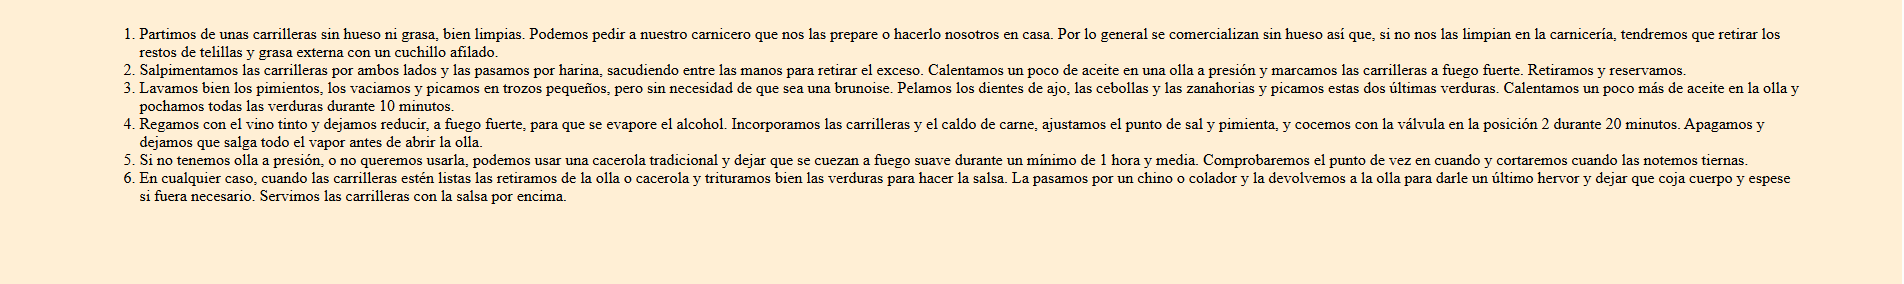 1. Partimos de unas carrilleras sin hueso ni grasa, bien limpias. Podemos pedir a nuestro carnicero que nos las prepare o hacerlo nosotros en casa. Por lo general se comercializan sin hueso así que, si no nos las limpian en la carnicería, tendremos que retirar los
restos de telillas y grasa externa con un cuchillo afilado.
2. Salpimentamos las carrilleras por ambos lados y las pasamos por harina, sacudiendo entre las manos para retirar el exceso. Calentamos un poco de aceite en una olla a presión y marcamos las carrilleras a fuego fuerte. Retiramos y reservamos.
3. Lavamos bien los pimientos, los vaciamos y picamos en trozos pequeños, pero sin necesidad de que sea una brunoise. Pelamos los dientes de ajo, las cebollas y las zanahorias y picamos estas dos últimas verduras. Calentamos un poco más de aceite en la olla y
pochamos todas las verduras durante 10 minutos.
4. Regamos con el vino tinto y dejamos reducir, a fuego fuerte, para que se evapore el alcohol. Incorporamos las carrilleras y el caldo de carne, ajustamos el punto de sal y pimienta, y cocemos con la válvula en la posición 2 durante 20 minutos. Apagamos y
dejamos que salga todo el vapor antes de abrir la olla.
5. Si no tenemos olla a presión, o no queremos usarla, podemos usar una cacerola tradicional y dejar que se cuezan a fuego suave durante un mínimo de 1 hora y media. Comprobaremos el punto de vez en cuando y cortaremos cuando las notemos tiernas.
6. En cualquier caso, cuando las carrilleras estén listas las retiramos de la olla o cacerola y trituramos bien las verduras para hacer la salsa. La pasamos por un chino o colador y la devolvemos a la olla para darle un último hervor y dejar que coja cuerpo y espese
si fuera necesario. Servimos las carrilleras con la salsa por encima.